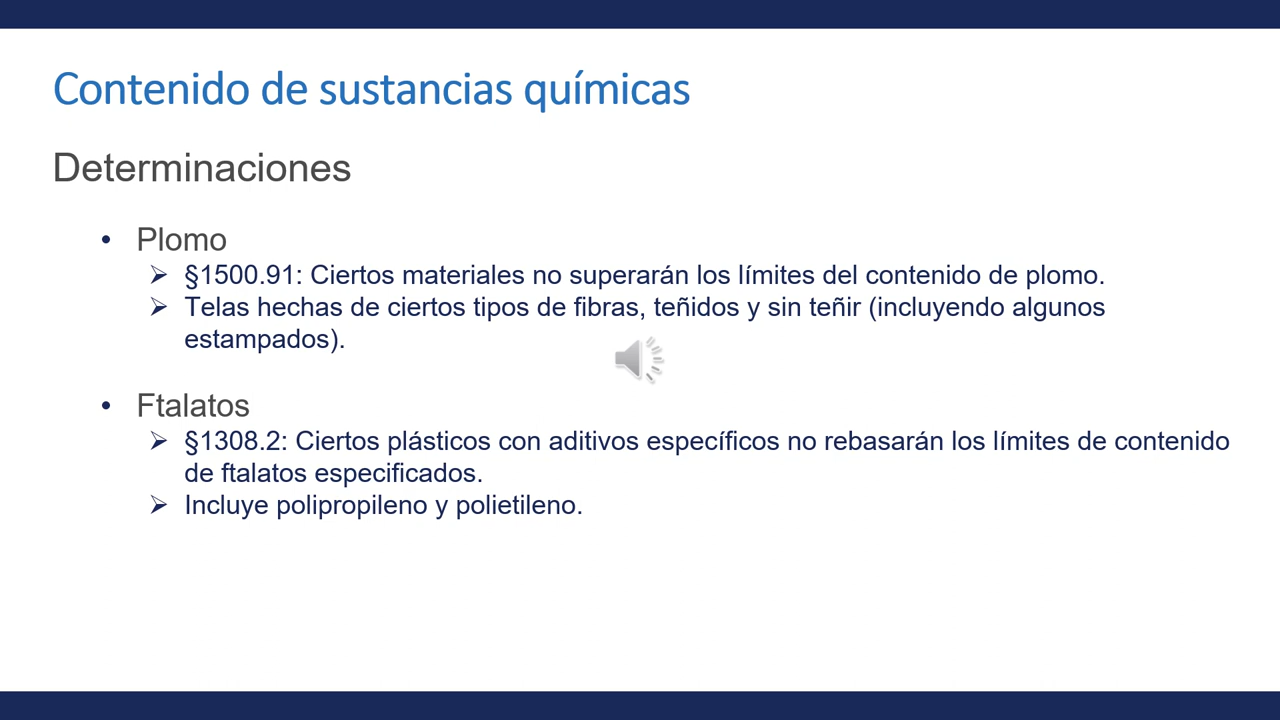 Contenido de sustancias químicas
Determinaciones
• Plomo
➢ §1500.91: Ciertos materiales no superarán los límites del contenido de plomo.
➢ Telas hechas de ciertos tipos de fibras, teñidos y sin teñir (incluyendo algunos
estampados).
• Ftalatos
➢ §1308.2: Ciertos plásticos con aditivos específicos no rebasarán los límites de contenido
de ftalatos especificados.
➢ Incluye polipropileno y polietileno.